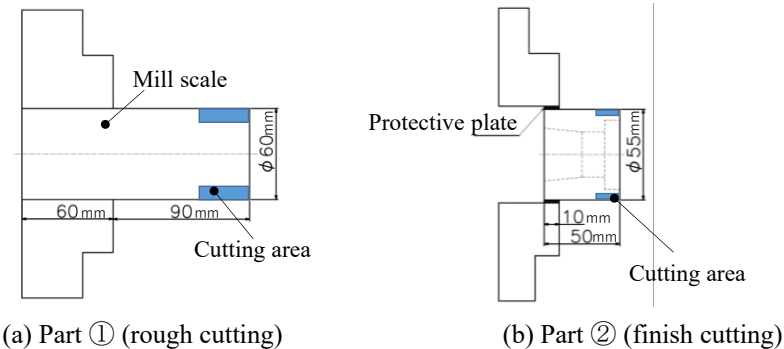 Mill scale
φ60mm
60mm
90mm
Cutting area
(a) Part ① (rough cutting)
Protective plate
φ55mm
10mm
50mm
Cutting area
(b) Part ② (finish cutting)